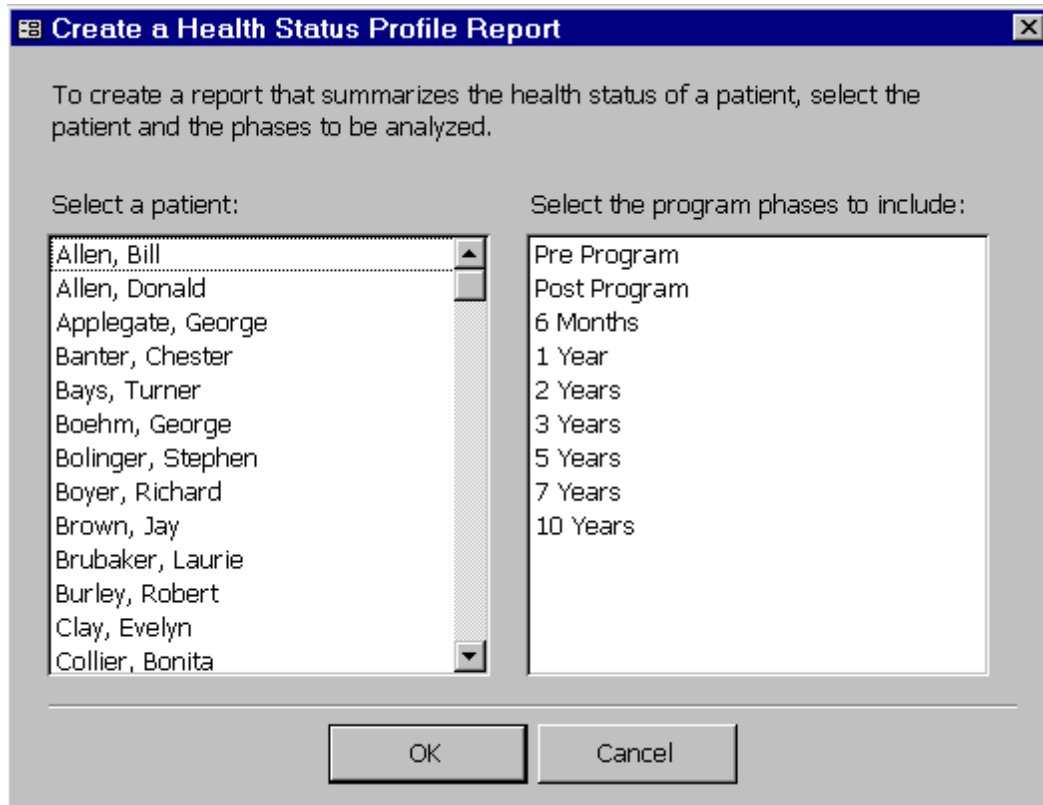 Create a Health Status Profile Report
To create a report that summarizes the health status of a patient, select the
patient and the phases to be analyzed.
Select a patient:
Allen, Bill
Allen, Donald
Applegate, George
Banter, Chester
Bays, Turner
Boehm, George
Bolinger, Stephen
Boyer, Richard
Brown, Jay
Brubaker, Laurie
Burley, Robert
Clay, Evelyn
Collier, Bonita
Select the program phases to include:
Pre Program
Post Program
6 Months
1 Year
2 Years
3 Years
5 Years
7 Years
10 Years
OK
Cancel